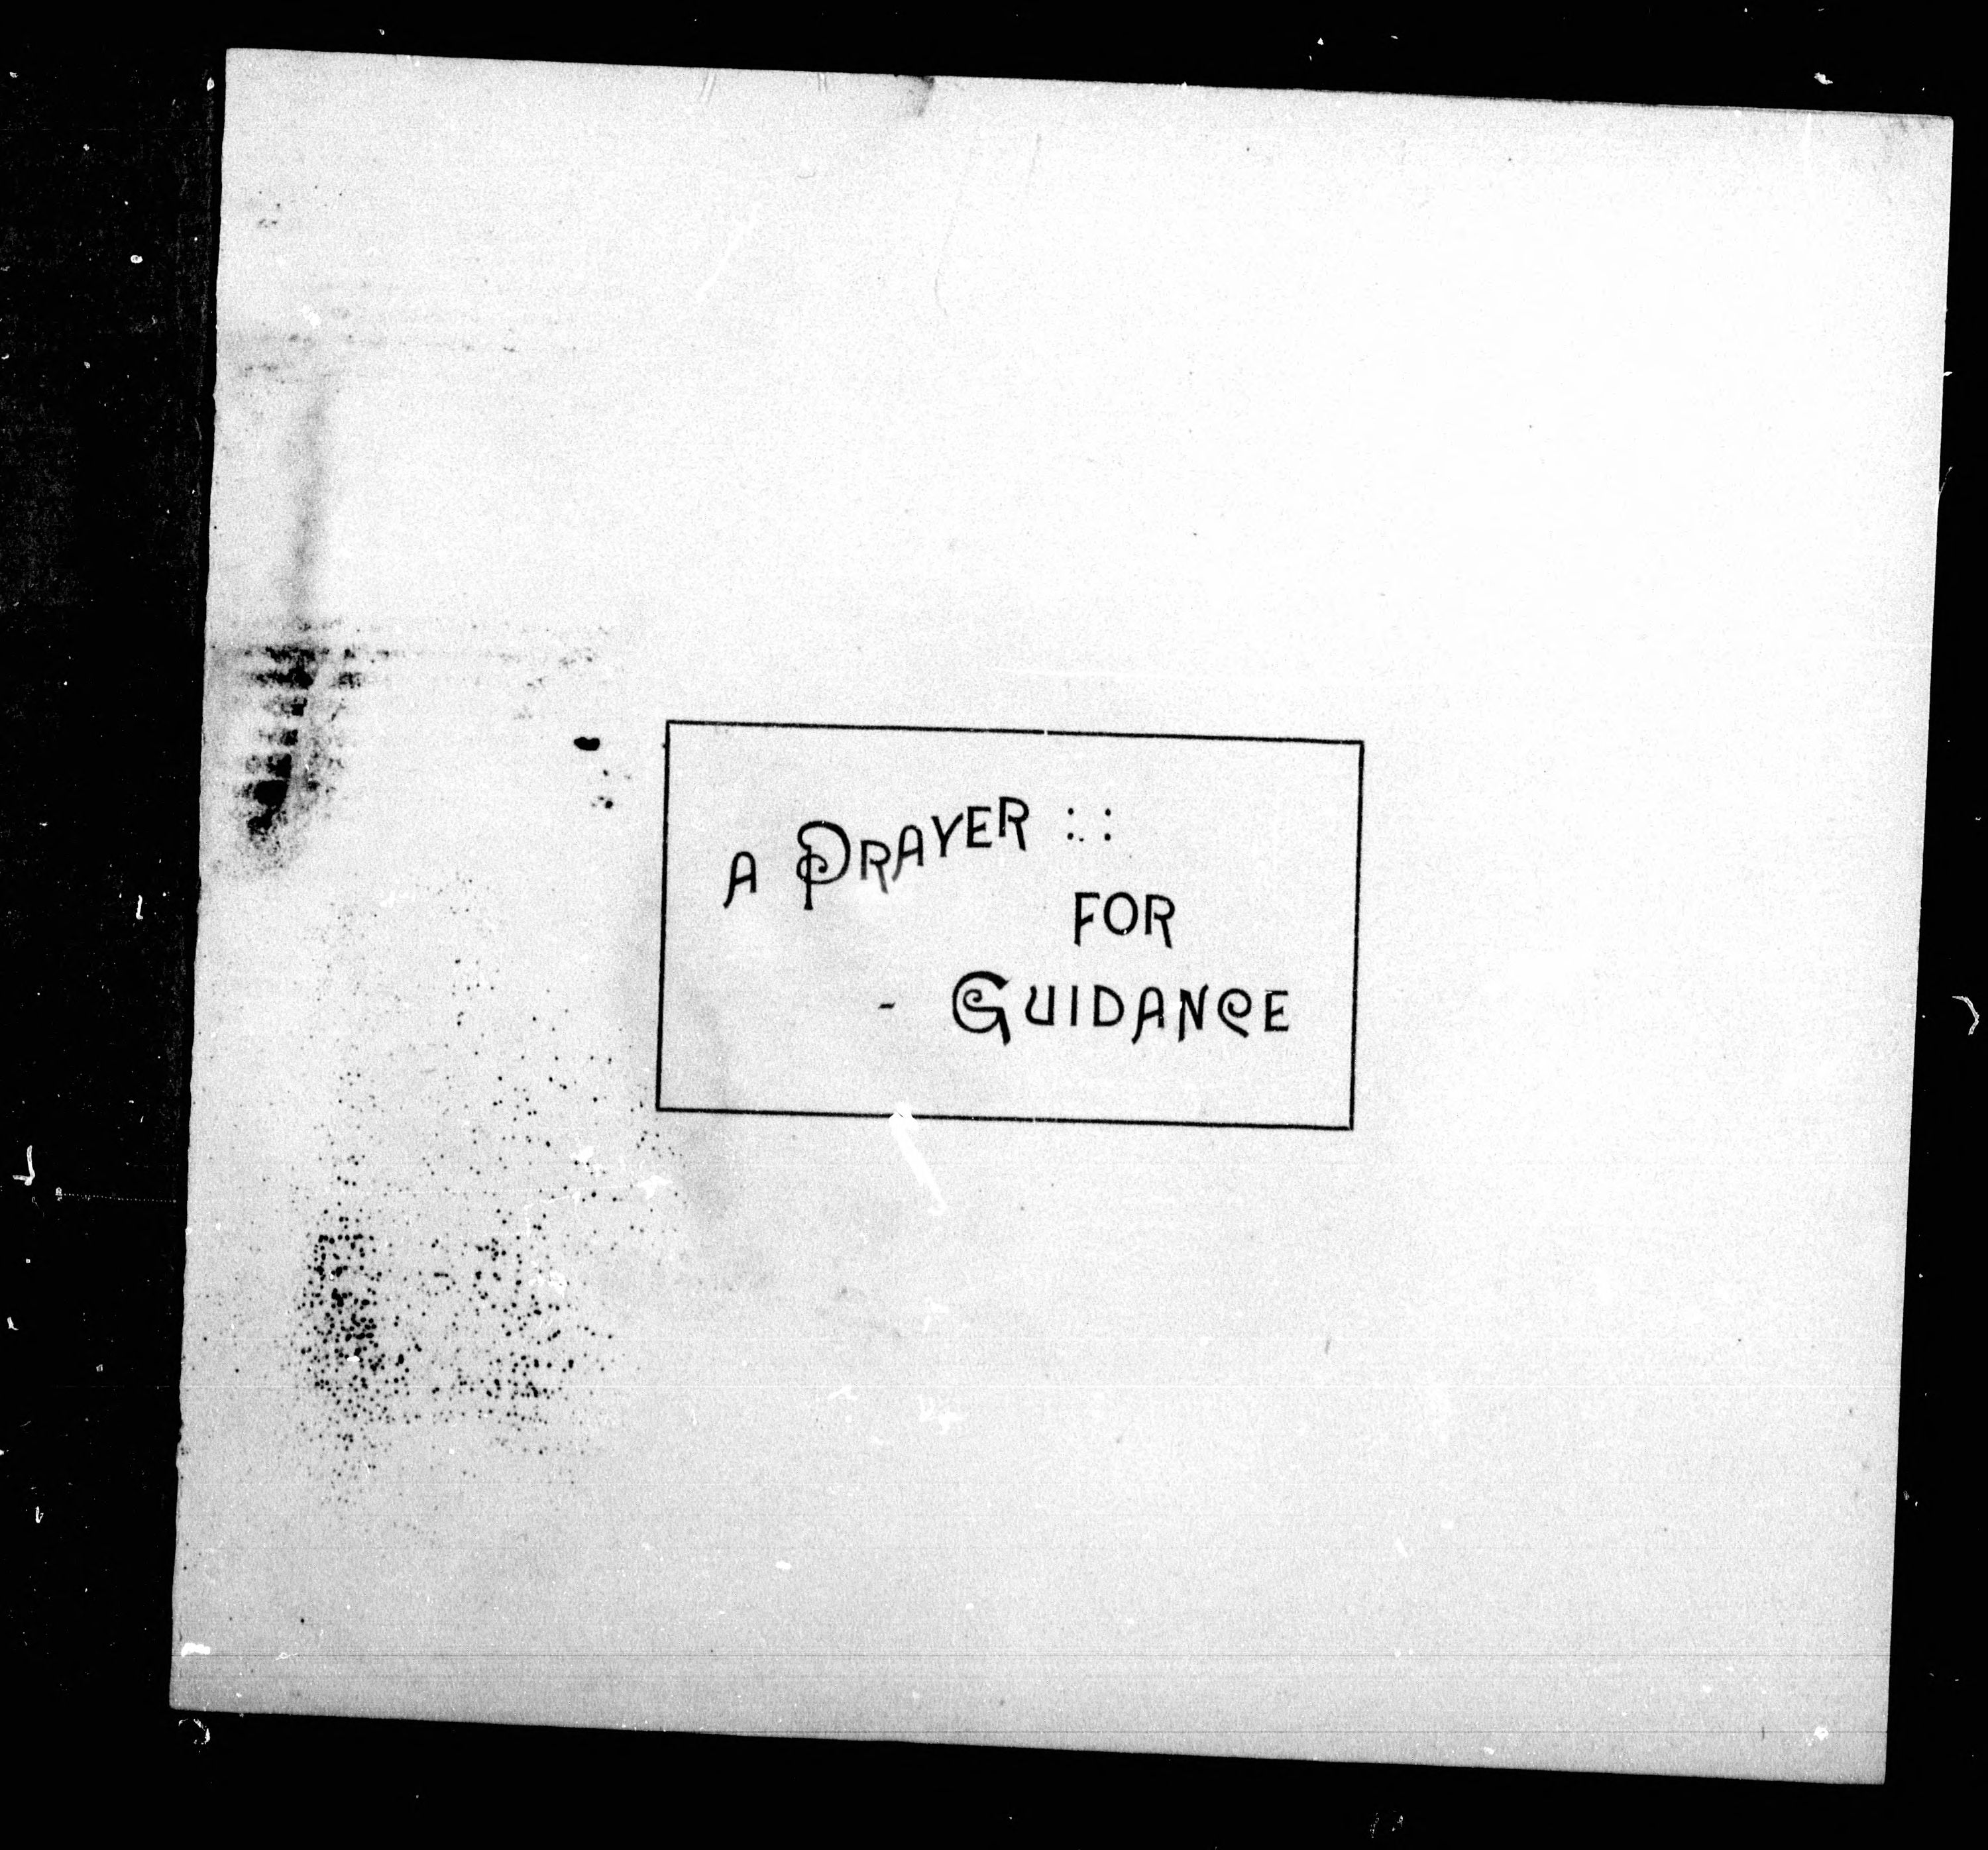 A PRAYER : :
FOR
- GUIDANCE